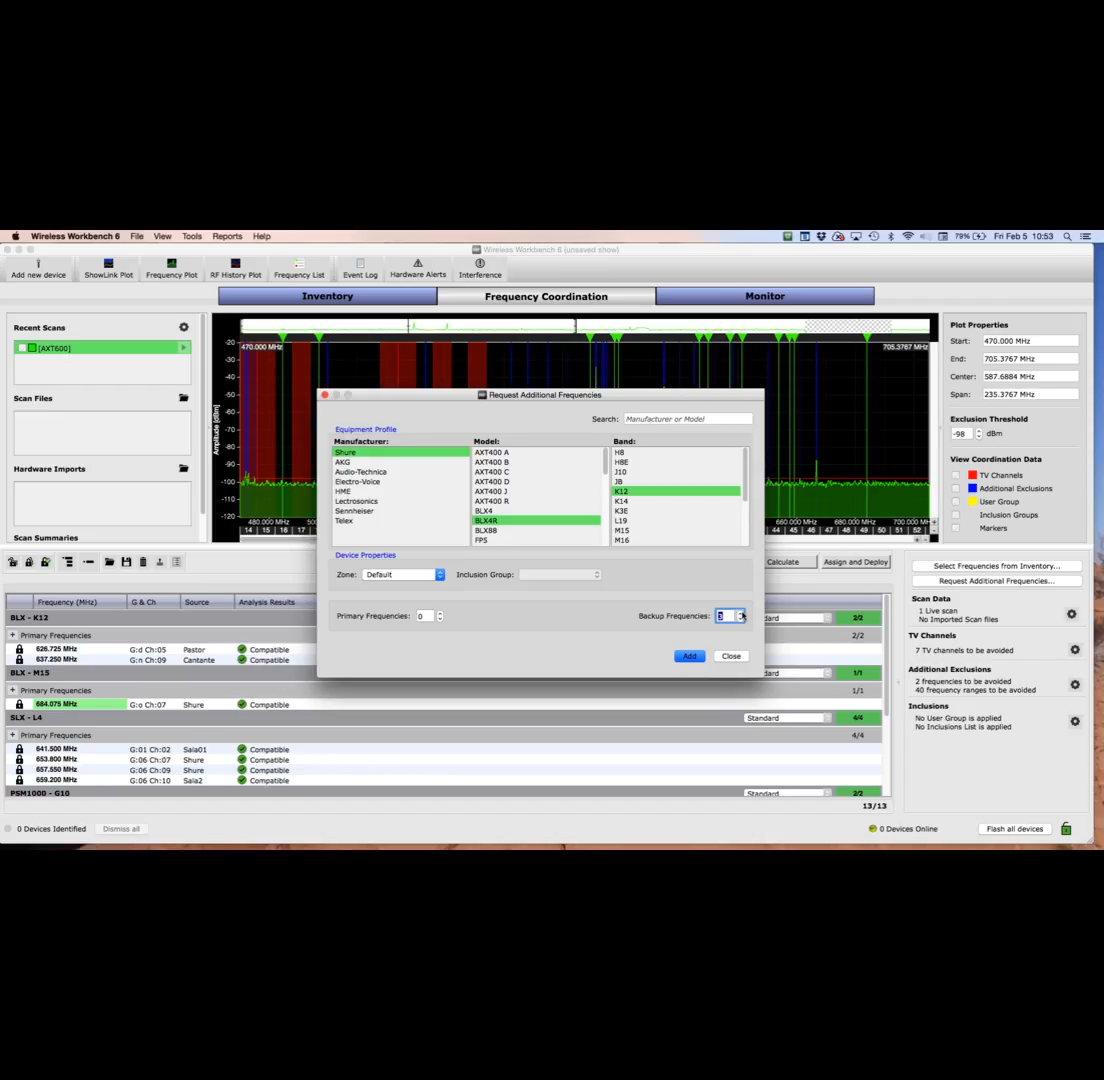 Wireless Workbench 6 File View Tools Reports Help 79% Fri Feb 5 10:53
Wireless Workbench 6 (unsaved show)
Add new device ShowLink Plot Frequency Plot RF History Plot Frequency List Event Log Hardware Alerts Interference
Inventory Frequency Coordination Monitor
Recent Scans
[AXT600]
Scan Files
Hardware Imports
Scan Summaries
Amplitude [dBm]
-20
-30
-40
-50
-60
-70
-80
-90
-100
-110
-120
470.000 MHz 705.3767 MHz
480.000 MHz 660.000 MHz 680.000 MHz 700.000 MHz
14 15 16 17 44 45 46 47 48 49 50 51 52
Plot Properties
Start: 470.000 MHz
End: 705.3767 MHz
Center: 587.6884 MHz
Span: 235.3767 MHz
Exclusion Threshold
-98 dBm
View Coordination Data
TV Channels
Additional Exclusions
User Group
Inclusion Groups
Markers
Request Additional Frequencies
Search: Manufacturer or Model
Equipment Profile
Manufacturer: Model: Band:
Shure AXT400 A H8
AKG AXT400 B H8E
Audio-Technica AXT400 C J10
Electro-Voice AXT400 D JB
HME AXT400 J K12
Lectrosonics AXT400 R K14
Sennheiser BLX4 K3E
Telex BLX4R L19
BLX88 M15
FP5 M16
Device Properties
Zone: Default Inclusion Group:
Primary Frequencies: 0 Backup Frequencies: 3
Add Close
Calculate Assign and Deploy
Frequency (MHz) G & Ch Source Analysis Results
BLX - K12 2/2
+ Primary Frequencies 2/2
626.725 MHz G:d Ch:05 Pastor Compatible
637.250 MHz G:n Ch:09 Cantante Compatible
BLX - M15 1/1
+ Primary Frequencies 1/1
684.075 MHz G:o Ch:07 Shure Compatible
SLX - L4 Standard 4/4
+ Primary Frequencies 4/4
641.500 MHz G:01 Ch:02 Sala01 Compatible
653.800 MHz G:06 Ch:07 Shure Compatible
657.550 MHz G:06 Ch:09 Shure Compatible
659.200 MHz G:06 Ch:10 Sala2 Compatible
PSM1000 - G10 Standard 2/2
13/13
Select Frequencies from Inventory...
Request Additional Frequencies...
Scan Data
1 Live scan
No Imported Scan files
TV Channels
7 TV channels to be avoided
Additional Exclusions
2 frequencies to be avoided
40 frequency ranges to be avoided
Inclusions
No User Group is applied
No Inclusions List is applied
0 Devices Identified Dismiss all 0 Devices Online Flash all devices